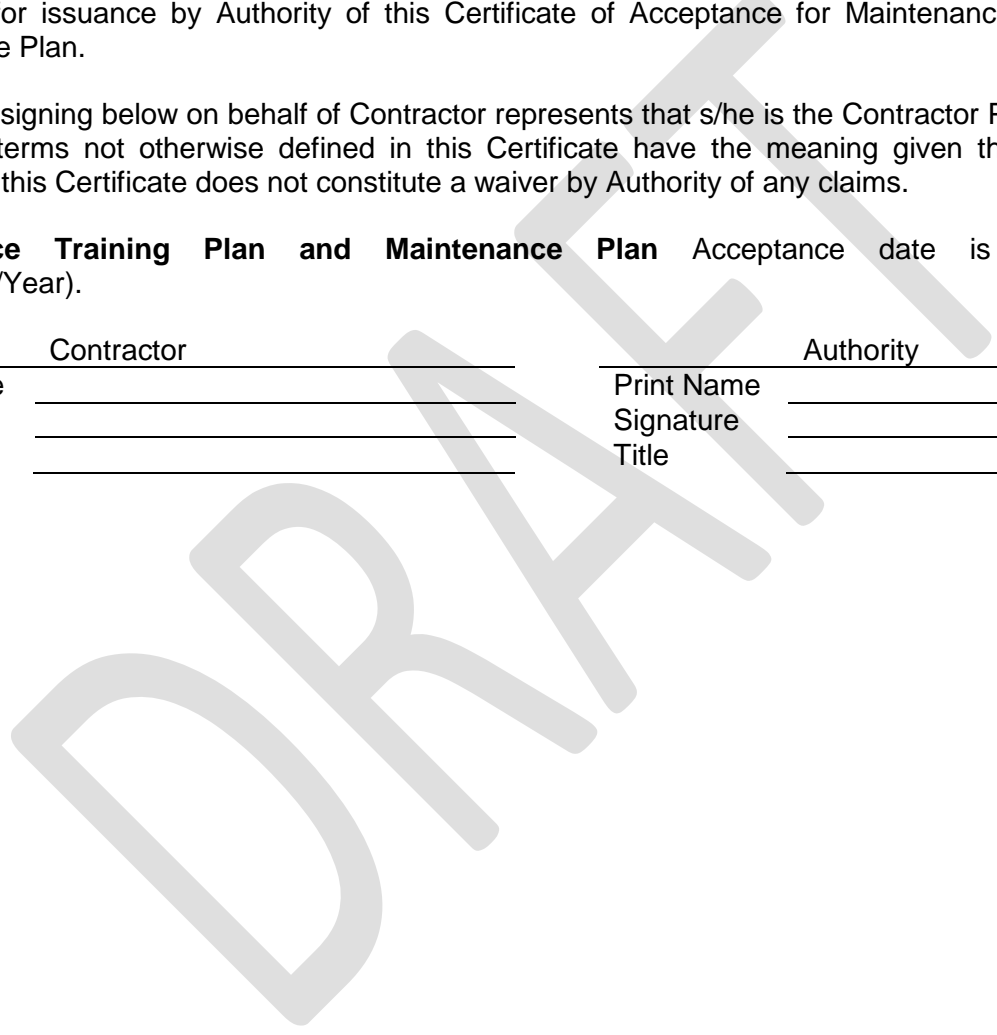 for issuance by Authority of this Certificate of Acceptance for Maintenanc
e Plan.
signing below on behalf of Contractor represents that s/he is the Contractor P
terms not otherwise defined in this Certificate have the meaning given th
this Certificate does not constitute a waiver by Authority of any claims.
ce Training Plan and Maintenance Plan Acceptance date is
/Year).
Contractor Authority
e Print Name
Signature
Title
DRAFT